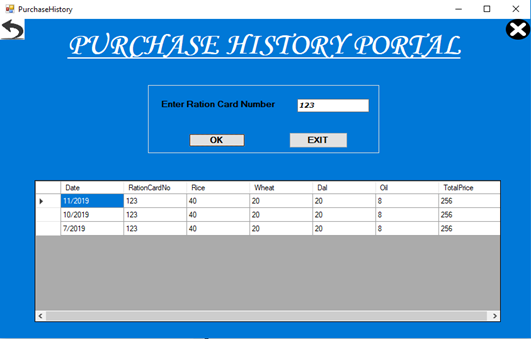 PurchaseHistory
PURCHASE HISTORY PORTAL
Enter Ration Card Number 123
OK EXIT
Date RationCardNo Rice Wheat Dal Oil TotalPrice
11/2019 123 40 20 20 8 256
10/2019 123 40 20 20 8 256
7/2019 123 40 20 20 8 256